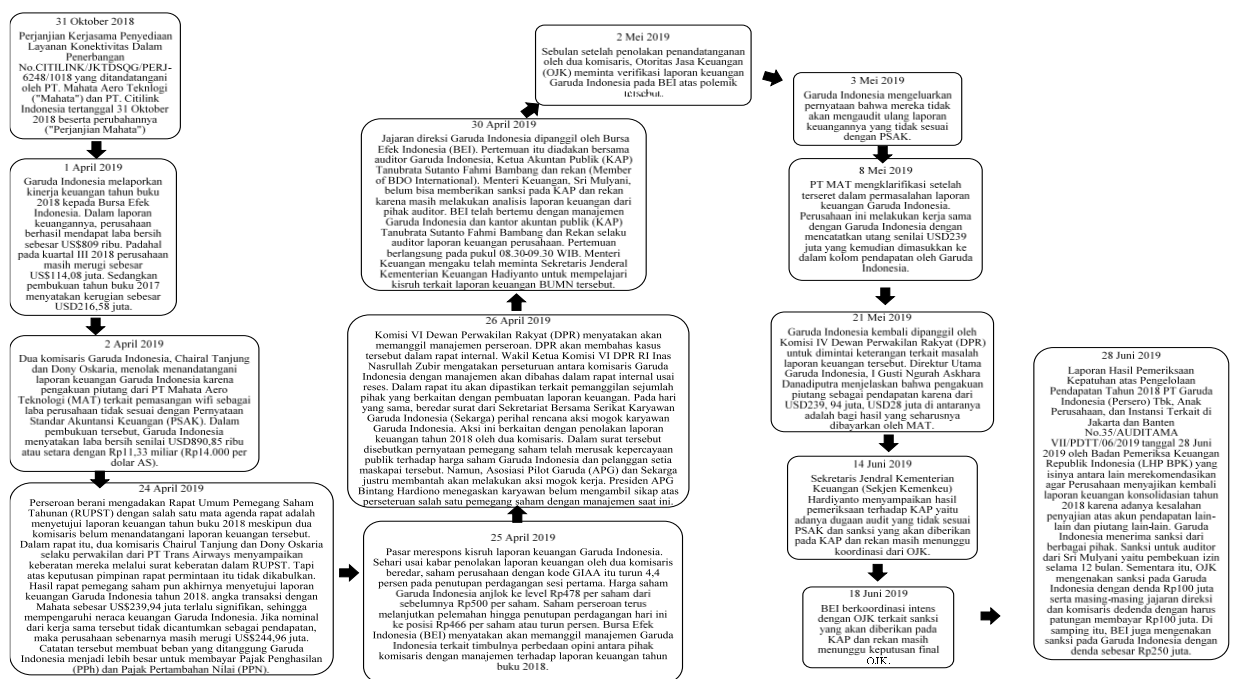 31 Oktober 2018
Perjanjian Kerjasama Penyediaan
Layanan Konektivitas Dalam
Penerbangan
No.CITILINK/JKTDSQG/PERJ-
6248/1018 yang ditandatangani
oleh PT. Mahata Aero Teknlogi
("Mahata") dan PT. Citilink
Indonesia tertanggal 31 Oktober
2018 beserta perubahannya
("Perjanjian Mahata")
1 April 2019
Garuda Indonesia melaporkan
kinerja keuangan tahun buku
2018 kepada Bursa Efek
Indonesia. Dalam laporan
keuangannya, perusahaan
berhasil mendapat laba bersih
sebesar US$809 ribu. Padahal
pada kuartal III 2018 perusahaan
masih merugi sebesar
US$114,08 juta. Sedangkan
pembukuan tahun buku 2017
menyatakan kerugian sebesar
USD216,58 juta.
2 April 2019
Dua komisaris Garuda Indonesia, Chairal Tanjung
dan Dony Oskaria, menolak menandatangani
laporan keuangan Garuda Indonesia karena
pengakuan piutang dari PT Mahata Aero
Teknologi (MAT) terkait pemasangan wifi sebagai
laba perusahaan tidak sesuai dengan Pernyataan
Standar Akuntansi Keuangan (PSAK). Dalam
pembukuan tersebut, Garuda Indonesia
menyatakan laba bersih senilai USD890,85 ribu
atau setara dengan Rp11,33 miliar (Rp14.000 per
dolar AS).
24 April 2019
Perseroan berani mengadakan Rapat Umum Pemegang Saham
Tahunan (RUPST) dengan salah satu mata agenda rapat adalah
menyetujui laporan keuangan tahun buku 2018 meskipun dua
komisaris belum menandatangani laporan keuangan tersebut.
Dalam rapat itu, dua komisaris Chairul Tanjung dan Dony Oskaria
selaku perwakilan dari PT Trans Airways menyampaikan
keberatan mereka melalui surat keberatan dalam RUPST. Tapi
atas keputusan pimpinan rapat permintaan itu tidak dikabulkan.
Hasil rapat pemegang saham pun akhirnya menyetujui laporan
keuangan Garuda Indonesia tahun 2018. angka transaksi dengan
Mahata sebesar US$239,94 juta terlalu signifikan, sehingga
mempengaruhi neraca keuangan Garuda Indonesia. Jika nominal
dari kerja sama tersebut tidak dicantumkan sebagai pendapatan,
maka perusahaan sebenarnya masih merugi US$244,96 juta.
Catatan tersebut membuat beban yang ditanggung Garuda
Indonesia menjadi lebih besar untuk membayar Pajak Penghasilan
(PPh) dan Pajak Pertambahan Nilai (PPN).
25 April 2019
Pasar merespons kisruh laporan keuangan Garuda Indonesia.
Sehari usai kabar penolakan laporan keuangan oleh dua komisaris
beredar, saham perusahaan dengan kode GIAA itu turun 4,4
persen pada penutupan perdagangan sesi pertama. Harga saham
Garuda Indonesia anjlok ke level Rp478 per saham dari
sebelumnya Rp500 per saham. Saham perseroan terus
melanjutkan pelemahan hingga penutupan perdagangan hari ini
ke posisi Rp466 per saham atau turun persen. Bursa Efek
Indonesia (BEI) menyatakan akan memanggil manajemen Garuda
Indonesia terkait timbulnya perbedaan opini antara pihak
komisaris dengan manajemen terhadap laporan keuangan tahun
buku 2018.
26 April 2019
Komisi VI Dewan Perwakilan Rakyat (DPR) menyatakan akan
memanggil manajemen perseroan. DPR akan membahas kasus
tersebut dalam rapat internal. Wakil Ketua Komisi VI DPR RI Inas
Nasrullah Zubir mengatakan perseturuan antara komisaris Garuda
Indonesia dengan manajemen akan dibahas dalam rapat internal usai
reses. Dalam rapat itu akan dipastikan terkait pemanggilan sejumlah
pihak yang berkaitan dengan pembuatan laporan keuangan. Pada hari
yang sama, beredar surat dari Sekretariat Bersama Serikat Karyawan
Garuda Indonesia (Sekarga) perihal rencana aksi mogok karyawan
Garuda Indonesia. Aksi ini berkaitan dengan penolakan laporan
keuangan tahun 2018 oleh dua komisaris. Dalam surat tersebut
disebutkan pernyataan pemegang saham telah merusak kepercayaan
publik terhadap harga saham Garuda Indonesia dan pelanggan setia
maskapai tersebut. Namun, Asosiasi Pilot Garuda (APG) dan Sekarga
justru membantah akan melakukan aksi mogok kerja. Presiden APG
Bintang Hardiono menegaskan karyawan belum mengambil sikap atas
perseteruan salah satu pemegang saham dengan manajemen saat ini.
30 April 2019
Jajaran direksi Garuda Indonesia dipanggil oleh Bursa
Efek Indonesia (BEI). Pertemuan itu diadakan bersama
auditor Garuda Indonesia, Ketua Akuntan Publik (KAP)
Tanubrata Sutanto Fahmi Bambang dan rekan (Member
of BDO International). Menteri Keuangan, Sri Mulyani,
belum bisa memberikan sanksi pada KAP dan rekan
karena masih melakukan analisis laporan keuangan dari
pihak auditor. BEI telah bertemu dengan manajemen
Garuda Indonesia dan kantor akuntan publik (KAP)
Tanubrata Sutanto Fahmi Bambang dan Rekan selaku
auditor laporan keuangan perusahaan. Pertemuan
berlangsung pada pukul 08.30-09.30 WIB. Menteri
Keuangan mengaku telah meminta Sekretaris Jenderal
Kementerian Keuangan Hadiyanto untuk mempelajari
kisruh terkait laporan keuangan BUMN tersebut.
2 Mei 2019
Sebulan setelah penolakan penandatanganan
oleh dua komisaris, Otoritas Jasa Keuangan
(OJK) meminta verifikasi laporan keuangan
Garuda Indonesia pada BEI atas polemik
tersebut.
3 Mei 2019
Garuda Indonesia mengeluarkan
pernyataan bahwa mereka tidak
akan mengaudit ulang laporan
keuangannya yang tidak sesuai
dengan PSAK.
8 Mei 2019
PT MAT mengklarifikasi setelah
terseret dalam permasalahan laporan
keuangan Garuda Indonesia.
Perusahaan ini melakukan kerja sama
dengan Garuda Indonesia dengan
mencatatkan utang senilai USD239
juta yang kemudian dimasukkan ke
dalam kolom pendapatan oleh Garuda
Indonesia.
21 Mei 2019
Garuda Indonesia kembali dipanggil oleh
Komisi IV Dewan Perwakilan Rakyat (DPR)
untuk dimintai keterangan terkait masalah
laporan keuangan tersebut. Direktur Utama
Garuda Indonesia, I Gusti Ngurah Askhara
Danadiputra menjelaskan bahwa pengakuan
piutang sebagai pendapatan karena dari
USD239, 94 juta, USD28 juta di antaranya
adalah bagi hasil yang seharusnya
dibayarkan oleh MAT.
14 Juni 2019
Sekretaris Jendral Kementerian
Keuangan (Sekjen Kemenkeu)
Hardiyanto menyampaikan hasil
pemeriksaan terhadap KAP yaitu
adanya dugaan audit yang tidak sesuai
PSAK dan sanksi yang akan diberikan
pada KAP dan rekan masih menunggu
koordinasi dari OJK.
18 Juni 2019
BEI berkoordinasi intens
dengan OJK terkait sanksi
yang akan diberikan pada
KAP dan rekan masih
menunggu keputusan final
OJK.
28 Juni 2019
Laporan Hasil Pemeriksaan
Kepatuhan atas Pengelolaan
Pendapatan Tahun 2018 PT Garuda
Indonesia (Persero) Tbk, Anak
Perusahaan, dan Instansi Terkait di
Jakarta dan Banten
No.35/AUDITAMA
VII/PDTT/06/2019 tanggal 28 Juni
2019 oleh Badan Pemeriksa Keuangan
Republik Indonesia (LHP BPK) yang
isinya antara lain merekomendasikan
agar Perusahaan menyajikan kembali
laporan keuangan konsolidasian tahun
2018 karena adanya kesalahan
penyajian atas akun pendapatan lain-
lain dan piutang lain-lain. Garuda
Indonesia menerima sanksi dari
berbagai pihak. Sanksi untuk auditor
dari Sri Mulyani yaitu pembekuan izin
selama 12 bulan. Sementara itu, OJK
mengenakan sanksi pada Garuda
Indonesia dengan denda Rp100 juta
serta masing-masing jajaran direksi
dan komisaris dedenda dengan harus
patungan membayar Rp100 juta. Di
samping itu, BEI juga mengenakan
sanksi pada Garuda Indonesia dengan
denda sebesar Rp250 juta.